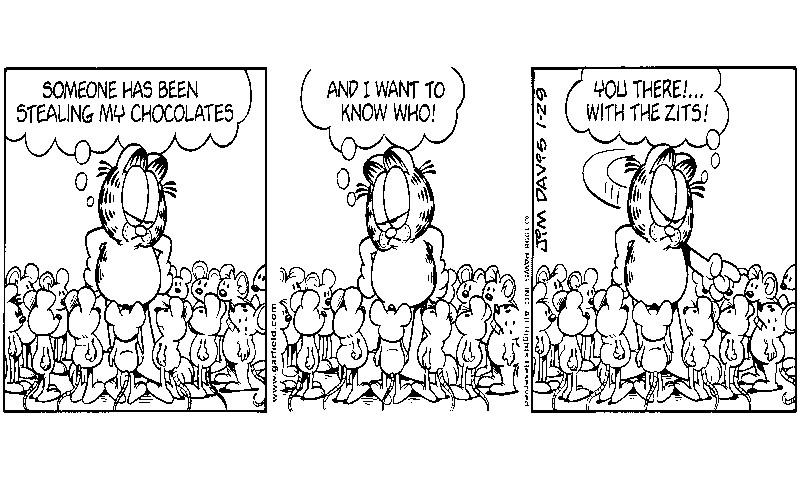 SOMEONE HAS BEEN
STEALING MY CHOCOLATES
AND I WANT TO
KNOW WHO!
www.garfield.com
YOU THERE!...
WITH THE ZITS!
JIM DAVIS 1-29